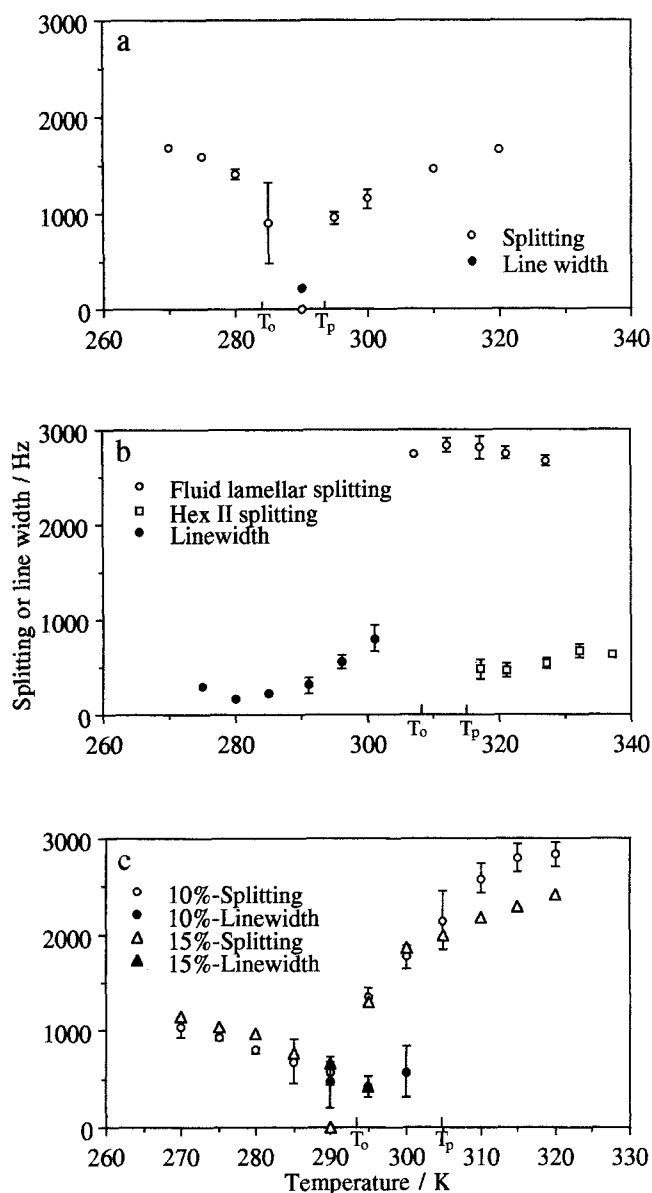 a
3000
2000
1000
0
Splitting
Line width
To
Tp
260
280
300
320
340
b
3000
2000
1000
0
Fluid lamellar splitting
Hex II splitting
Linewidth
To
Tp
260
280
300
320
340
Splitting or line width / Hz
c
3000
2000
1000
0
10%-Splitting
10%-Linewidth
15%-Splitting
15%-Linewidth
To
Tp
260
270
280
290
300
310
320
330
Temperature / K